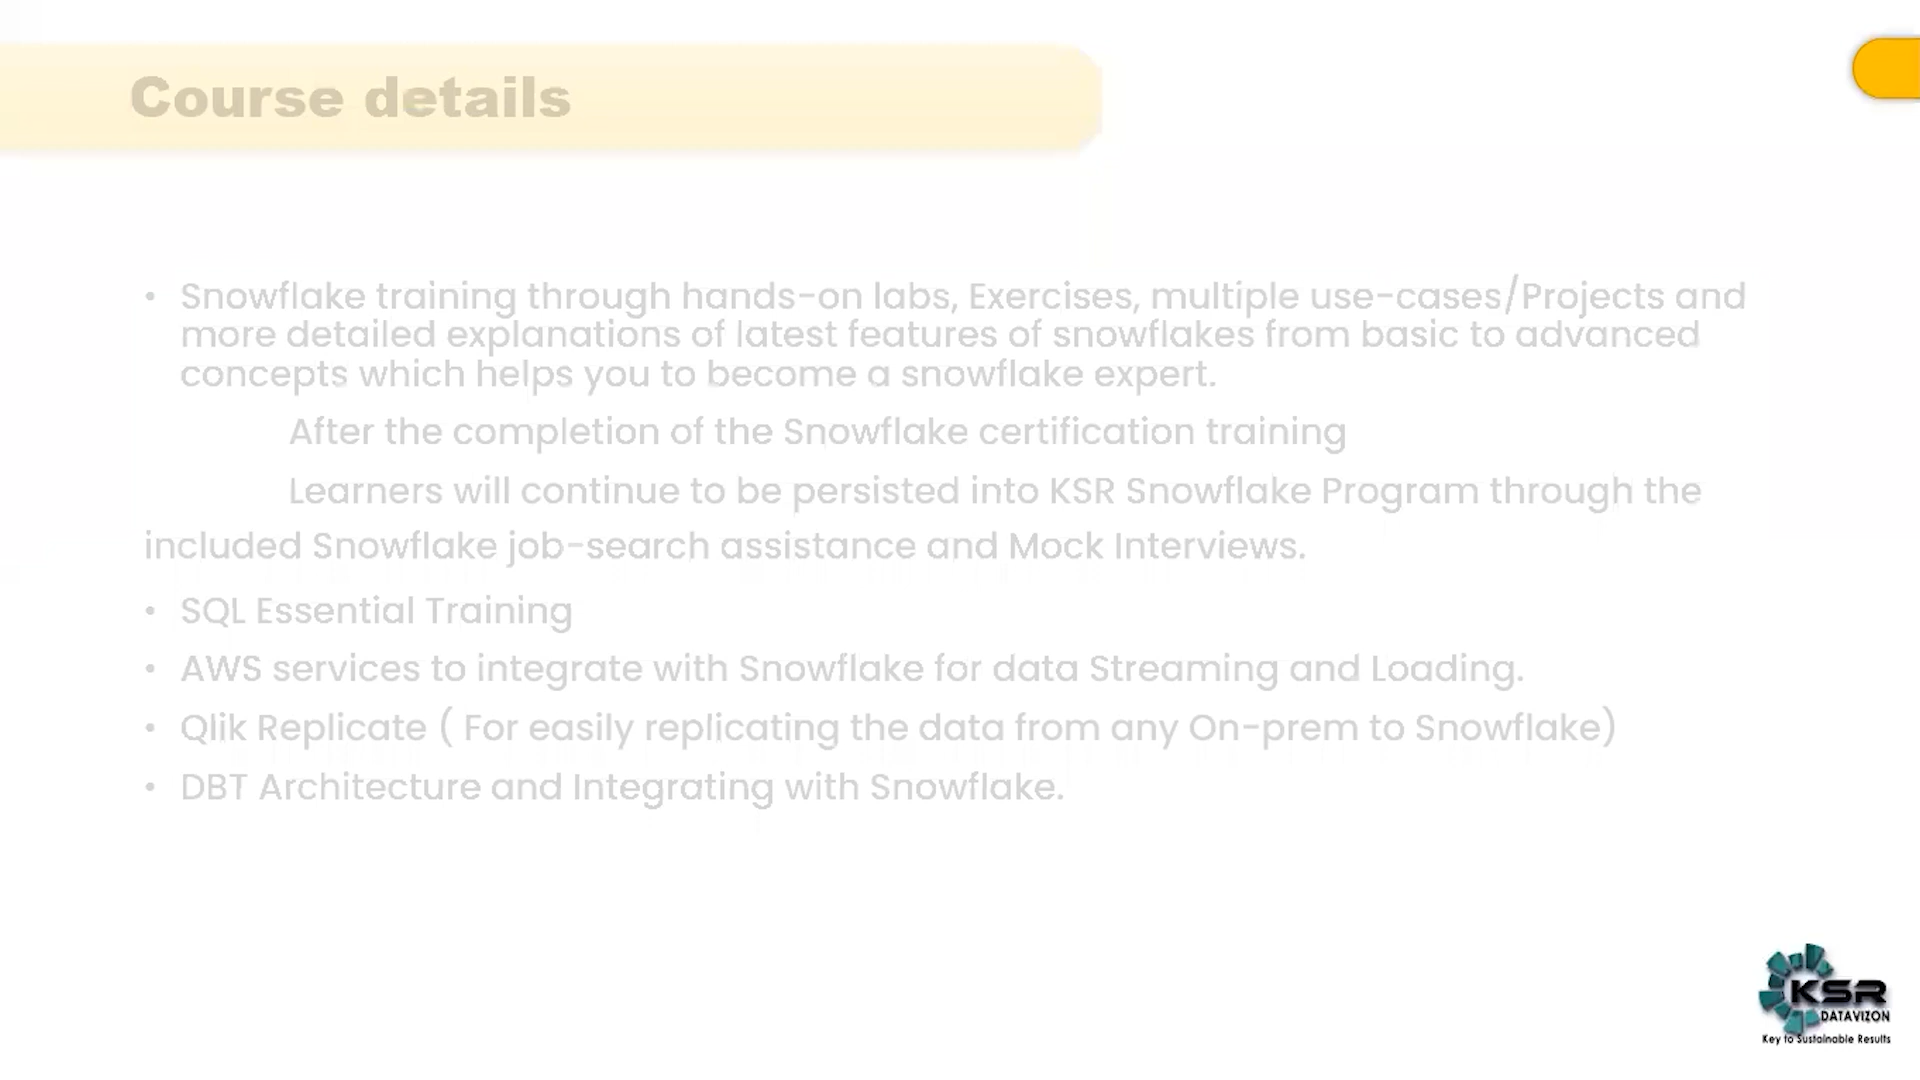 Course details
• Snowflake training through hands-on labs, Exercises, multiple use-cases/Projects and
more detailed explanations of latest features of snowflakes from basic to advanced
concepts which helps you to become a snowflake expert.
After the completion of the Snowflake certification training
Learners will continue to be persisted into KSR Snowflake Program through the
included Snowflake job-search assistance and Mock Interviews.
• SQL Essential Training
• AWS services to integrate with Snowflake for data Streaming and Loading.
• Qlik Replicate ( For easily replicating the data from any On-prem to Snowflake)
• DBT Architecture and Integrating with Snowflake.
KSR
DATAVIZON
Key to Sustainable Results